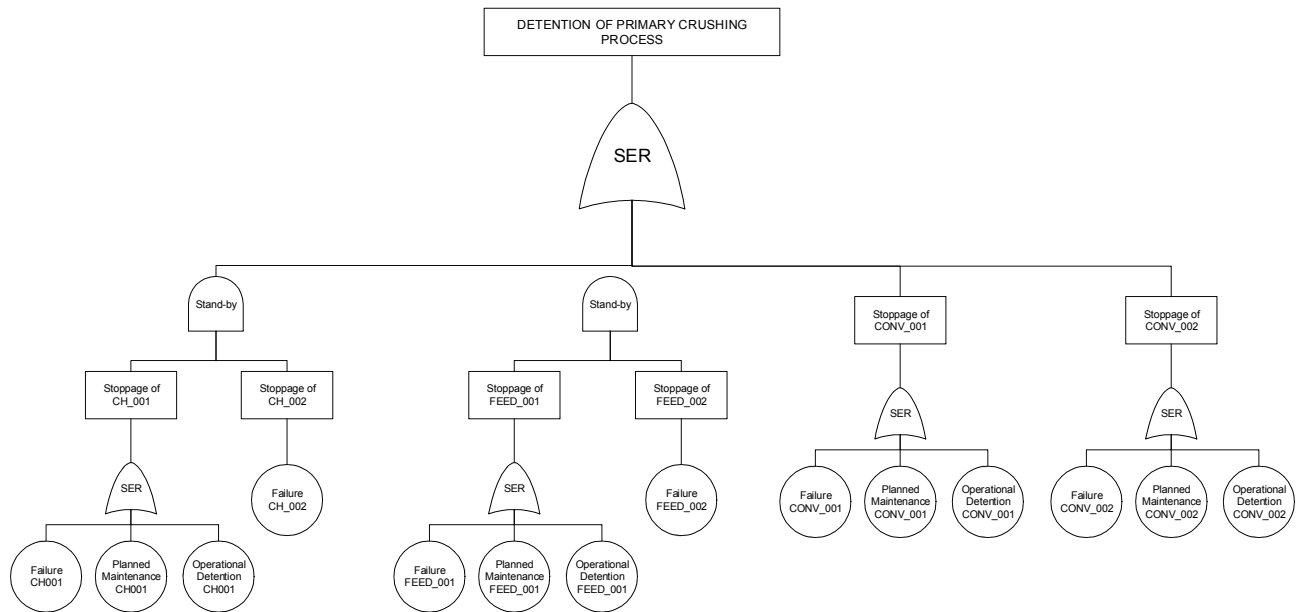 DETENTION OF PRIMARY CRUSHING
PROCESS
SER
Stand-by
Stand-by
Stoppage of
CONV_001
Stoppage of
CONV_002
Stoppage of
CH_001
Stoppage of
CH_002
Stoppage of
FEED_001
Stoppage of
FEED_002
SER
SER
SER
SER
Failure
CH_002
Failure
FEED_002
Failure
CONV_001
Planned
Maintenance
CONV_001
Operational
Detention
CONV_001
Failure
CONV_002
Planned
Maintenance
CONV_002
Operational
Detention
CONV_002
Failure
CH001
Planned
Maintenance
CH001
Operational
Detention
CH001
Failure
FEED_001
Planned
Maintenance
FEED_001
Operational
Detention
FEED_001